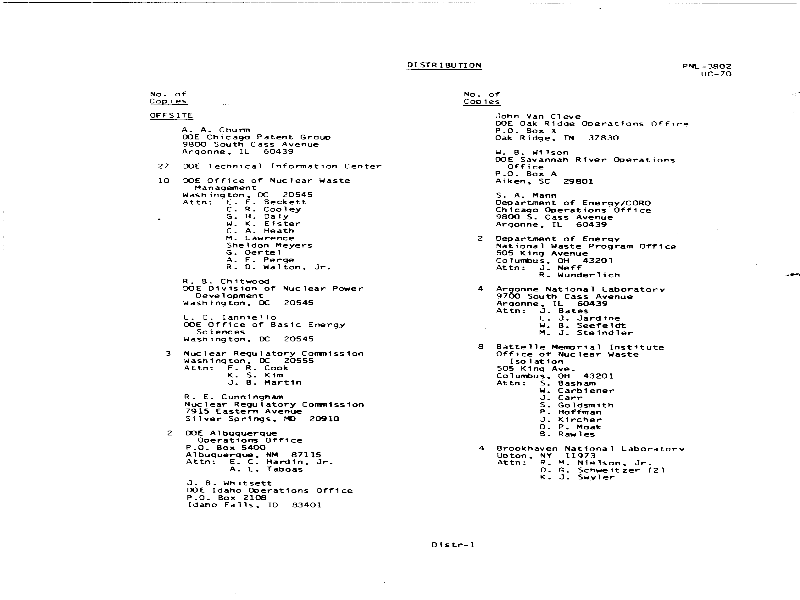 DISTRIBUTION
PNL-3802
UC-70
No. of
Copies
OFFSITE
A. A. Churm
DOE Chicago Patent Group
9800 South Cass Avenue
Argonne, IL 60439
27 DOE Technical Information Center
10 DOE Office of Nuclear Waste
Management
Washington, DC 20545
Attn: E. F. Beckett
C. R. Cooley
G. H. Daly
W. K. Eister
C. A. Heath
M. Lawrence
Sheldon Meyers
G. Oertel
A. F. Perge
R. D. Walton, Jr.
R. B. Chitwood
DOE Division of Nuclear Power
Development
Washington, DC 20545
L. C. Ianniello
DOE Office of Basic Energy
Sciences
Washington, DC 20545
3 Nuclear Regulatory Commission
Washington, DC 20555
Attn: F. R. Cook
K. S. Kim
J. B. Martin
R. E. Cunningham
Nuclear Regulatory Commission
7915 Eastern Avenue
Silver Springs, MD 20910
2 DOE Albuquerque
Operations Office
P.O. Box 5400
Albuquerque, NM 87115
Attn: E. C. Hardin, Jr.
A. L. Taboas
J. B. Whitsett
DOE Idaho Operations Office
P.O. Box 2108
Idaho Falls, ID 83401
No. of
Copies
John Van Cleve
DOE Oak Ridge Operations Office
P.O. Box X
Oak Ridge, TN 37830
W. B. Wilson
DOE Savannah River Operations
Office
P.O. Box A
Aiken, SC 29801
S. A. Mann
Department of Energy/CORO
Chicago Operations Office
9800 S. Cass Avenue
Argonne, IL 60439
2 Department of Energy
National Waste Program Office
505 King Avenue
Columbus, OH 43201
Attn: J. Neff
R. Wunderlich
4 Argonne National Laboratory
9700 South Cass Avenue
Argonne, IL 60439
Attn: J. Bates
L. J. Jardine
W. B. Seefeldt
M. J. Steindler
8 Battelle Memorial Institute
Office of Nuclear Waste
Isolation
505 King Ave.
Columbus, OH 43201
Attn: S. Basham
W. Carbiener
J. Carr
S. Goldsmith
P. Hoffman
J. Kircher
D. P. Moak
B. Rawles
4 Brookhaven National Laboratory
Upton, NY 11973
Attn: R. M. Nielson, Jr.
D. G. Schweitzer (2)
K. J. Swyler
Distr-1